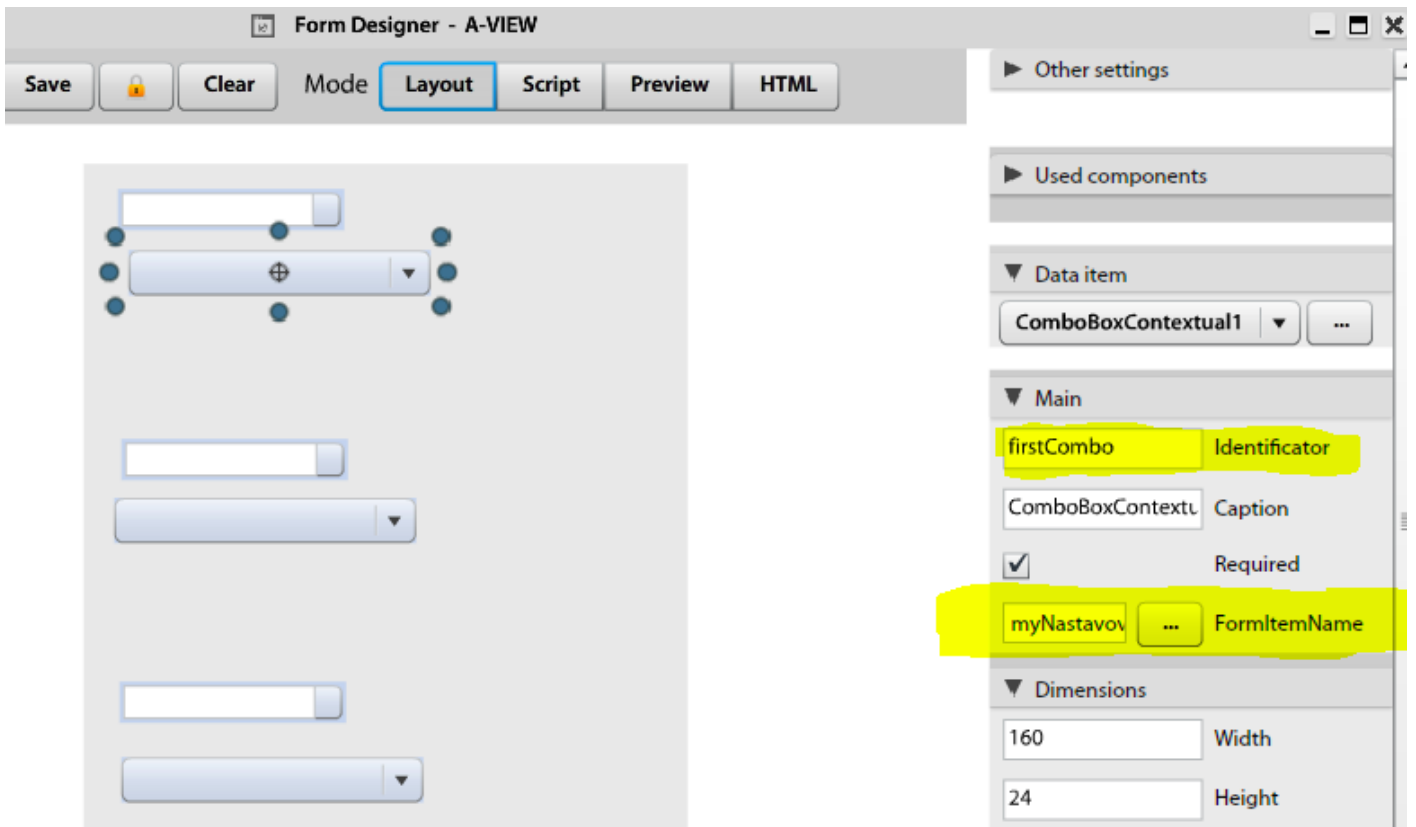 Form Designer - A-VIEW
Save Clear Mode Layout Script Preview HTML
Other settings
Used components
Data item
ComboBoxContextual1 ...
Main
firstCombo Identificator
ComboBoxContextu Caption
Required
myNastavov ... FormItemName
Dimensions
160 Width
24 Height